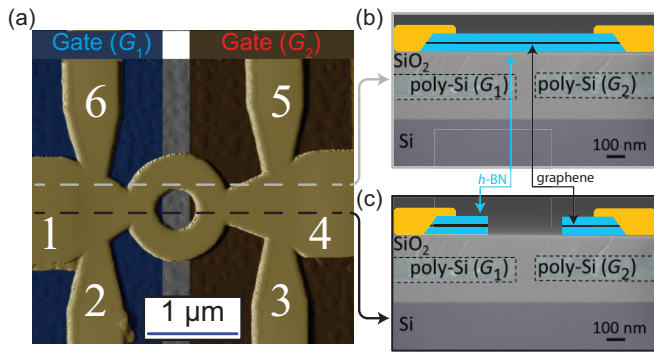 (a)
Gate (G1)
Gate (G2)
6
5
1
4
2
3
1 μm
(b)
SiO2
poly-Si (G1)
poly-Si (G2)
Si
100 nm
h-BN
graphene
(c)
SiO2
poly-Si (G1)
poly-Si (G2)
Si
100 nm